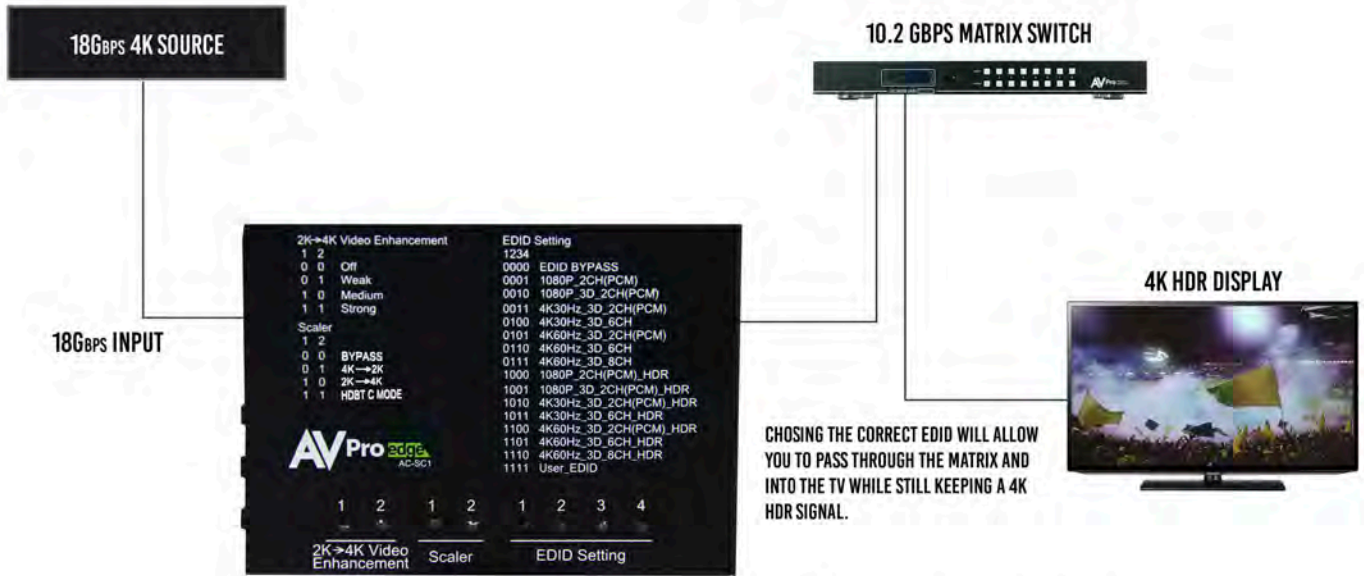 18GBPS 4K SOURCE
10.2 GBPS MATRIX SWITCH
AVPro
18GBPS INPUT
2K→4K Video Enhancement
1 2
0 0 Off
0 1 Weak
1 0 Medium
1 1 Strong
Scaler
1 2
0 0 BYPASS
0 1 4K→2K
1 0 2K→4K
1 1 HDBT C MODE
AVPro edge
AC-SC1
EDID Setting
1234
0000 EDID BYPASS
0001 1080P_2CH(PCM)
0010 1080P_3D_2CH(PCM)
0011 4K30Hz_3D_2CH(PCM)
0100 4K30Hz_3D_6CH
0101 4K60Hz_3D_2CH(PCM)
0110 4K60Hz_3D_6CH
0111 4K60Hz_3D_8CH
1000 1080P_2CH(PCM)_HDR
1001 1080P_3D_2CH(PCM)_HDR
1010 4K30Hz_3D_2CH(PCM)_HDR
1011 4K30Hz_3D_6CH_HDR
1100 4K60Hz_3D_2CH(PCM)_HDR
1101 4K60Hz_3D_6CH_HDR
1110 4K60Hz_3D_8CH_HDR
1111 User_EDID
1 2 1 2 1 2 3 4
2K→4K Video
Enhancement
Scaler
EDID Setting
4K HDR DISPLAY
CHOSING THE CORRECT EDID WILL ALLOW
YOU TO PASS THROUGH THE MATRIX AND
INTO THE TV WHILE STILL KEEPING A 4K
HDR SIGNAL.